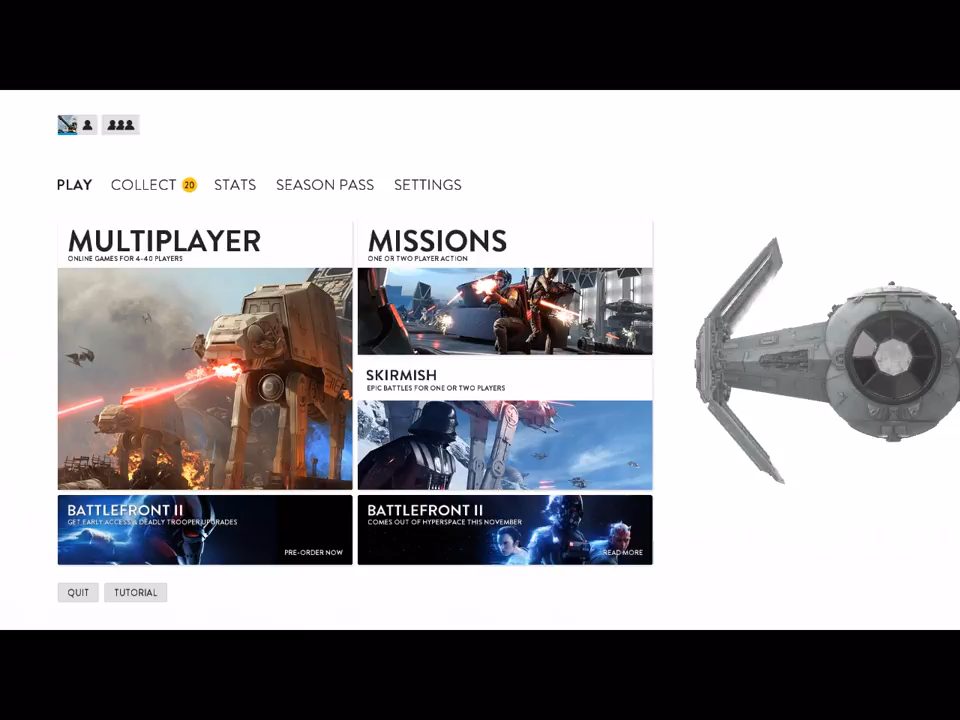 PLAY COLLECT 20 STATS SEASON PASS SETTINGS
MULTIPLAYER
ONLINE GAMES FOR 4-40 PLAYERS
MISSIONS
ONE OR TWO PLAYER ACTION
SKIRMISH
EPIC BATTLES FOR ONE OR TWO PLAYERS
BATTLEFRONT II
GET EARLY ACCESS & DEADLY TROOPER UPGRADES
PRE-ORDER NOW
BATTLEFRONT II
COMES OUT OF HYPERSPACE THIS NOVEMBER
READ MORE
QUIT TUTORIAL